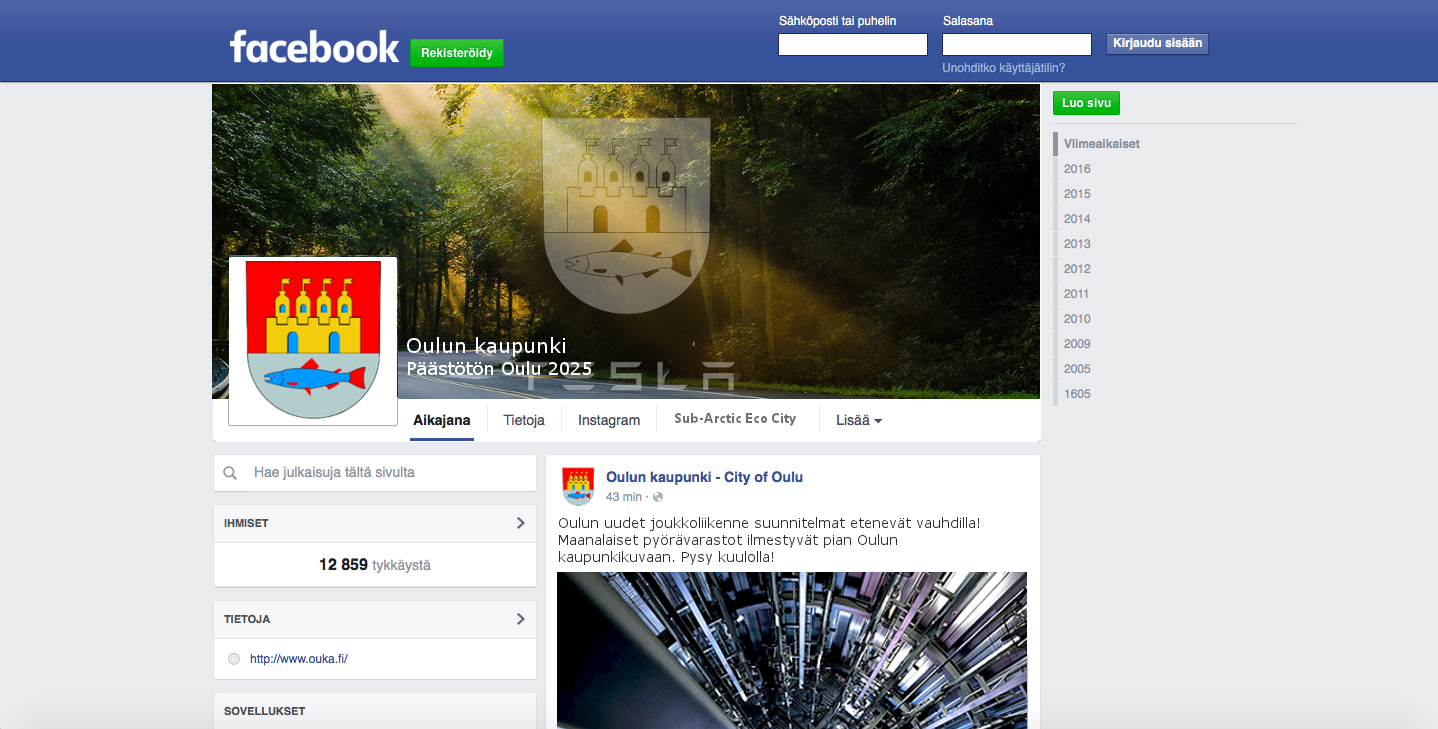 facebook
Rekisteröidy
Sähköposti tai puhelin
Salasana
Kirjaudu sisään
Unohditko käyttäjätilin?
Luo sivu
Viimeaikaiset
2016
2015
2014
2013
2012
2011
2010
2009
2005
1605
Oulun kaupunki
Päästötön Oulu 2025
TESLA
Aikajana
Tietoja
Instagram
Sub-Arctic Eco City
Lisää
Hae julkaisuja tältä sivulta
IHMISET
12 859 tykkäystä
TIETOJA
http://www.ouka.fi/
SOVELLUKSET
Oulun kaupunki - City of Oulu
43 min ·
Oulun uudet joukkoliikenne suunnitelmat etenevät vauhdilla!
Maanalaiset pyörävarastot ilmestyvät pian Oulun
kaupunkikuvaan. Pysy kuulolla!